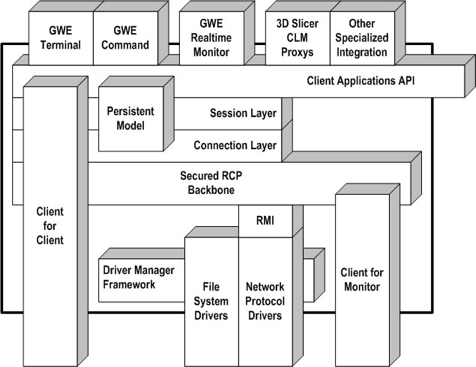 GWE
Terminal
GWE
Command
GWE
Realtime
Monitor
3D Slicer
CLM
Proxys
Other
Specialized
Integration
Client Applications API
Persistent
Model
Session Layer
Connection Layer
Secured RCP
Backbone
Client
for
Client
RMI
Driver Manager
Framework
File
System
Drivers
Network
Protocol
Drivers
Client for
Monitor